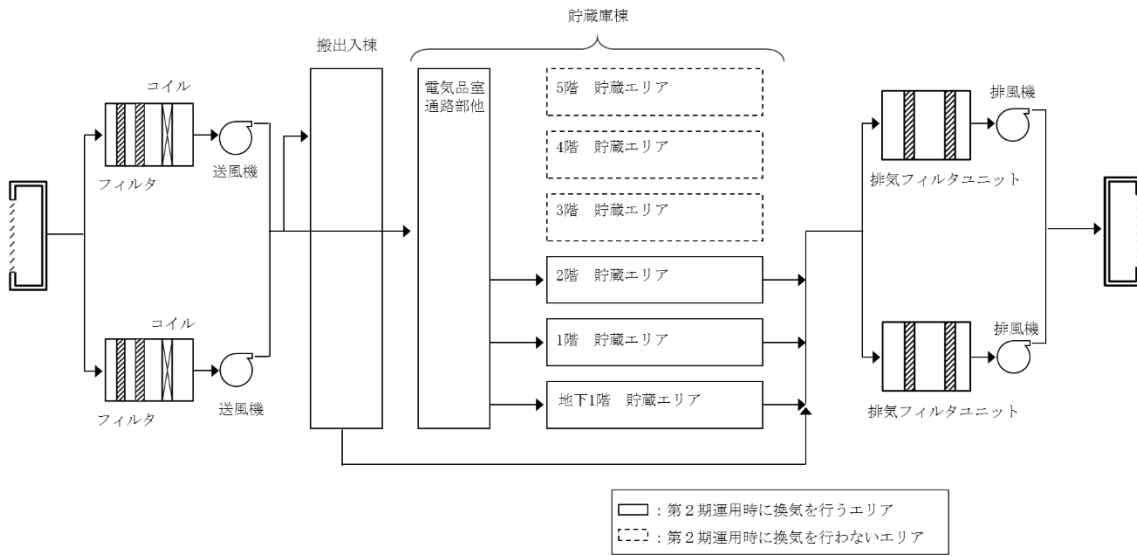 貯蔵庫棟
搬出入棟
コイル
フィルタ
送風機
コイル
フィルタ
送風機
電気品室
通路部他
5階　貯蔵エリア
4階　貯蔵エリア
3階　貯蔵エリア
2階　貯蔵エリア
1階　貯蔵エリア
地下1階　貯蔵エリア
排風機
排気フィルタユニット
排風機
排気フィルタユニット
：第２期運用時に換気を行うエリア
：第２期運用時に換気を行わないエリア